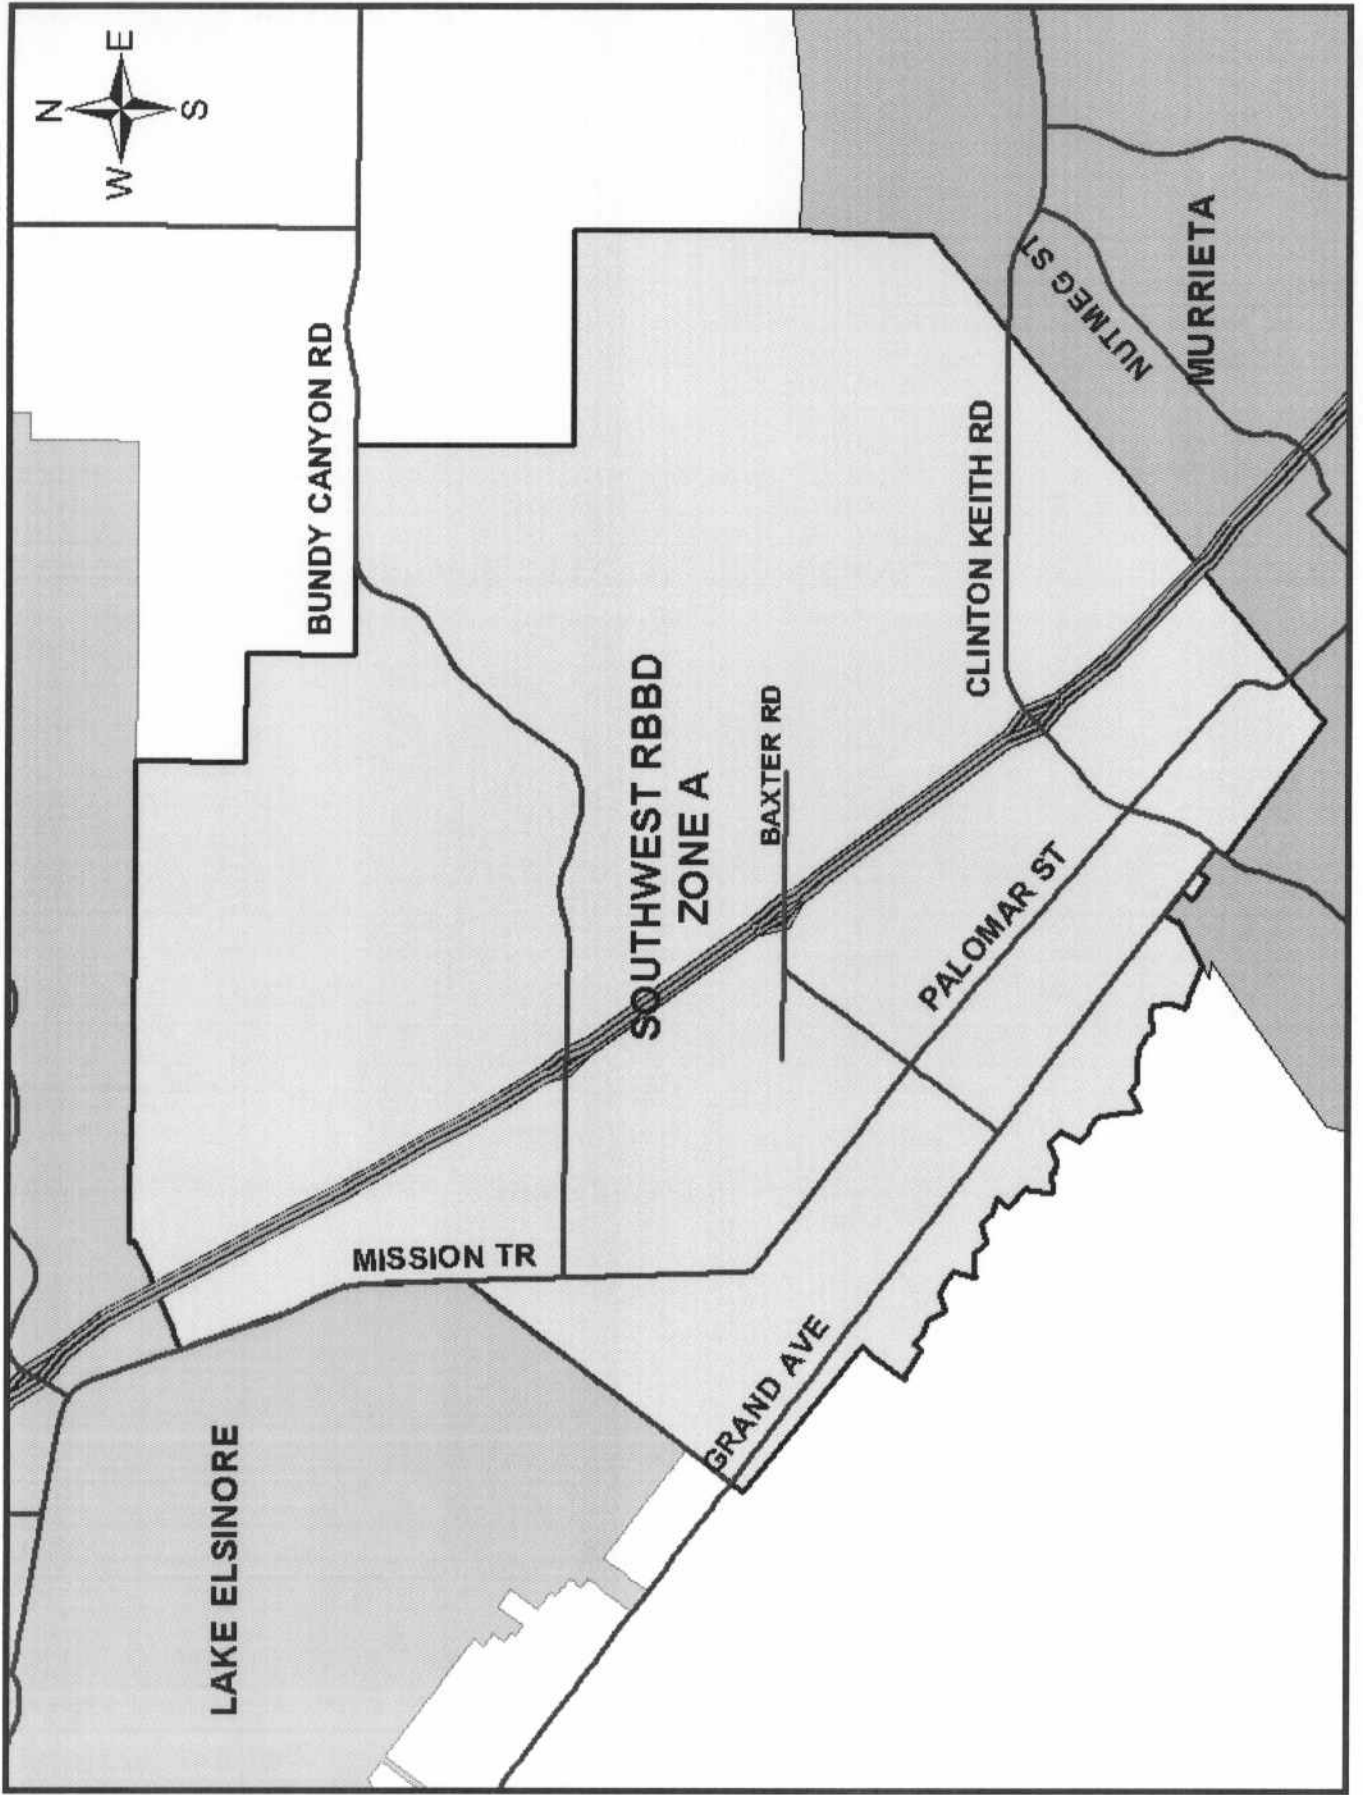 N
W E
S
LAKE ELSINORE
BUNDY CANYON RD
MISSION TR
SOUTHWEST RBBD
ZONE A
BAXTER RD
GRAND AVE
PALOMAR ST
CLINTON KEITH RD
NUTMEG ST
MURRIETA